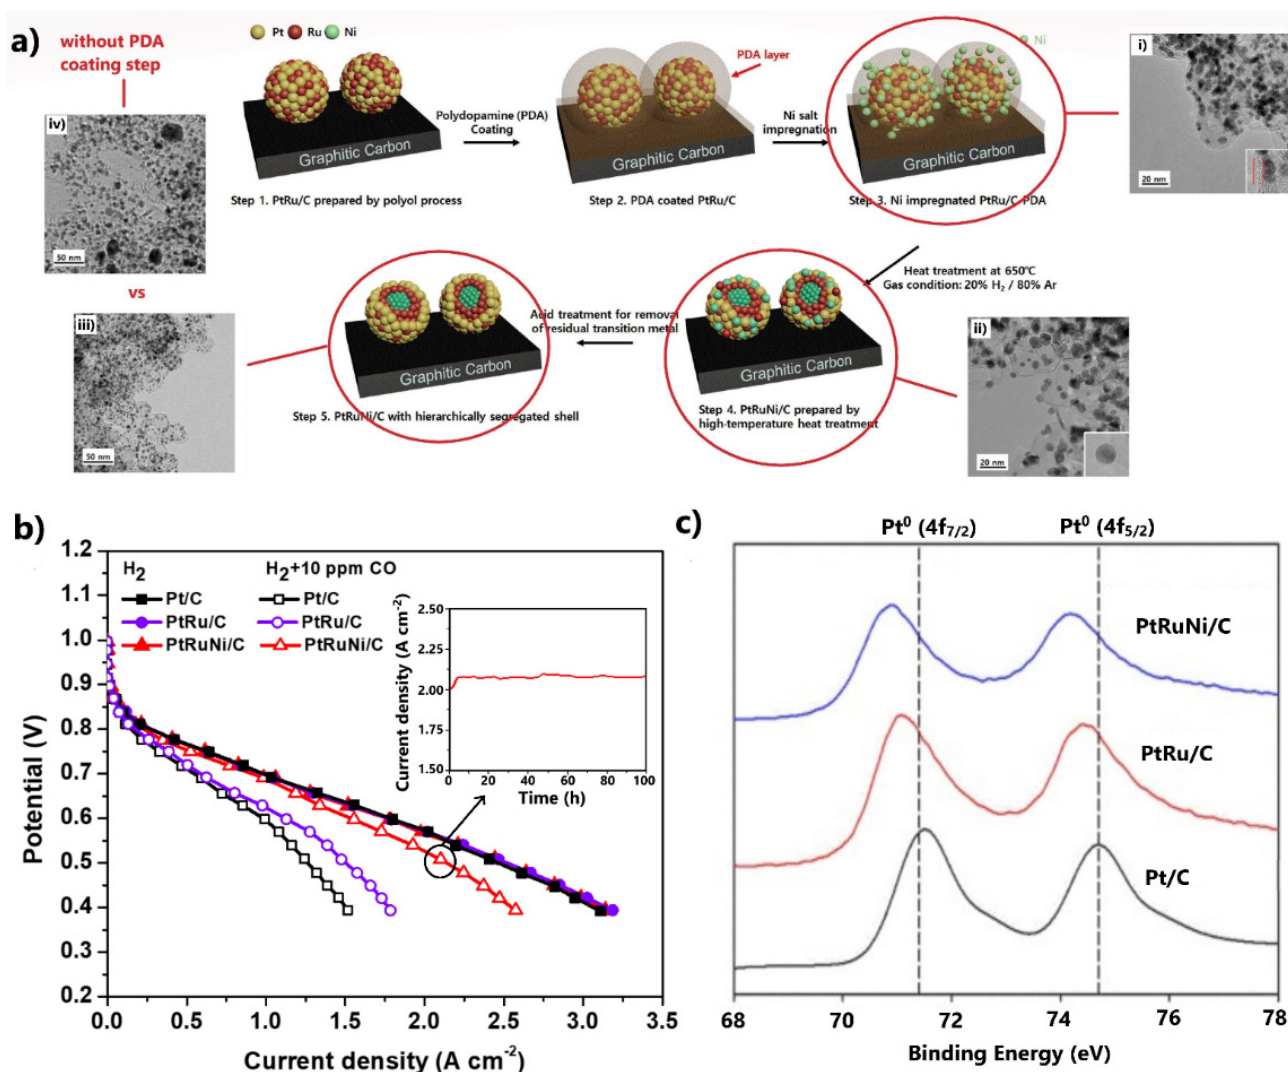 a)
without PDA
coating step
Pt Ru Ni
PDA layer
Ni
i)
20 nm
iv)
50 nm
Graphitic Carbon
Polydopamine (PDA)
Coating
Graphitic Carbon
Ni salt
impregnation
Graphitic Carbon
Step 1. PtRu/C prepared by polyol process
Step 2. PDA coated PtRu/C
Step 3. Ni impregnated PtRu/C-PDA
vs
Heat treatment at 650℃
Gas condition: 20% H₂ / 80% Ar
iii)
50 nm
Graphitic Carbon
Acid treatment for removal
of residual transition metal
Graphitic Carbon
ii)
20 nm
Step 5. PtRuNi/C with hierarchically segregated shell
Step 4. PtRuNi/C prepared by
high-temperature heat treatment
b)
H₂ H₂+10 ppm CO
Pt/C Pt/C
PtRu/C PtRu/C
PtRuNi/C PtRuNi/C
Potential (V)
1.2
1.1
1.0
0.9
0.8
0.7
0.6
0.5
0.4
0.3
0.2
0.0 0.5 1.0 1.5 2.0 2.5 3.0 3.5
Current density (A cm⁻²)
Current density (A cm⁻²)
2.50
2.25
2.00
1.75
1.50
0 20 40 60 80 100
Time (h)
c)
Pt⁰ (4f7/2) Pt⁰ (4f5/2)
PtRuNi/C
PtRu/C
Pt/C
68 70 72 74 76 78
Binding Energy (eV)